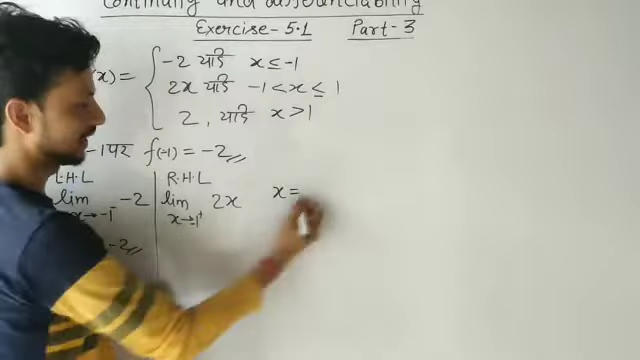 Continuity and differentiability
Exercise - 5.1 Part - 3
x) = { -2 यदि x ≤ -1
2x यदि -1 < x ≤ 1
2, यदि x > 1
-1 पर f(-1) = -2
L.H.L R.H.L
lim x→-1⁻ -2 lim x→-1⁺ 2x x =
-2